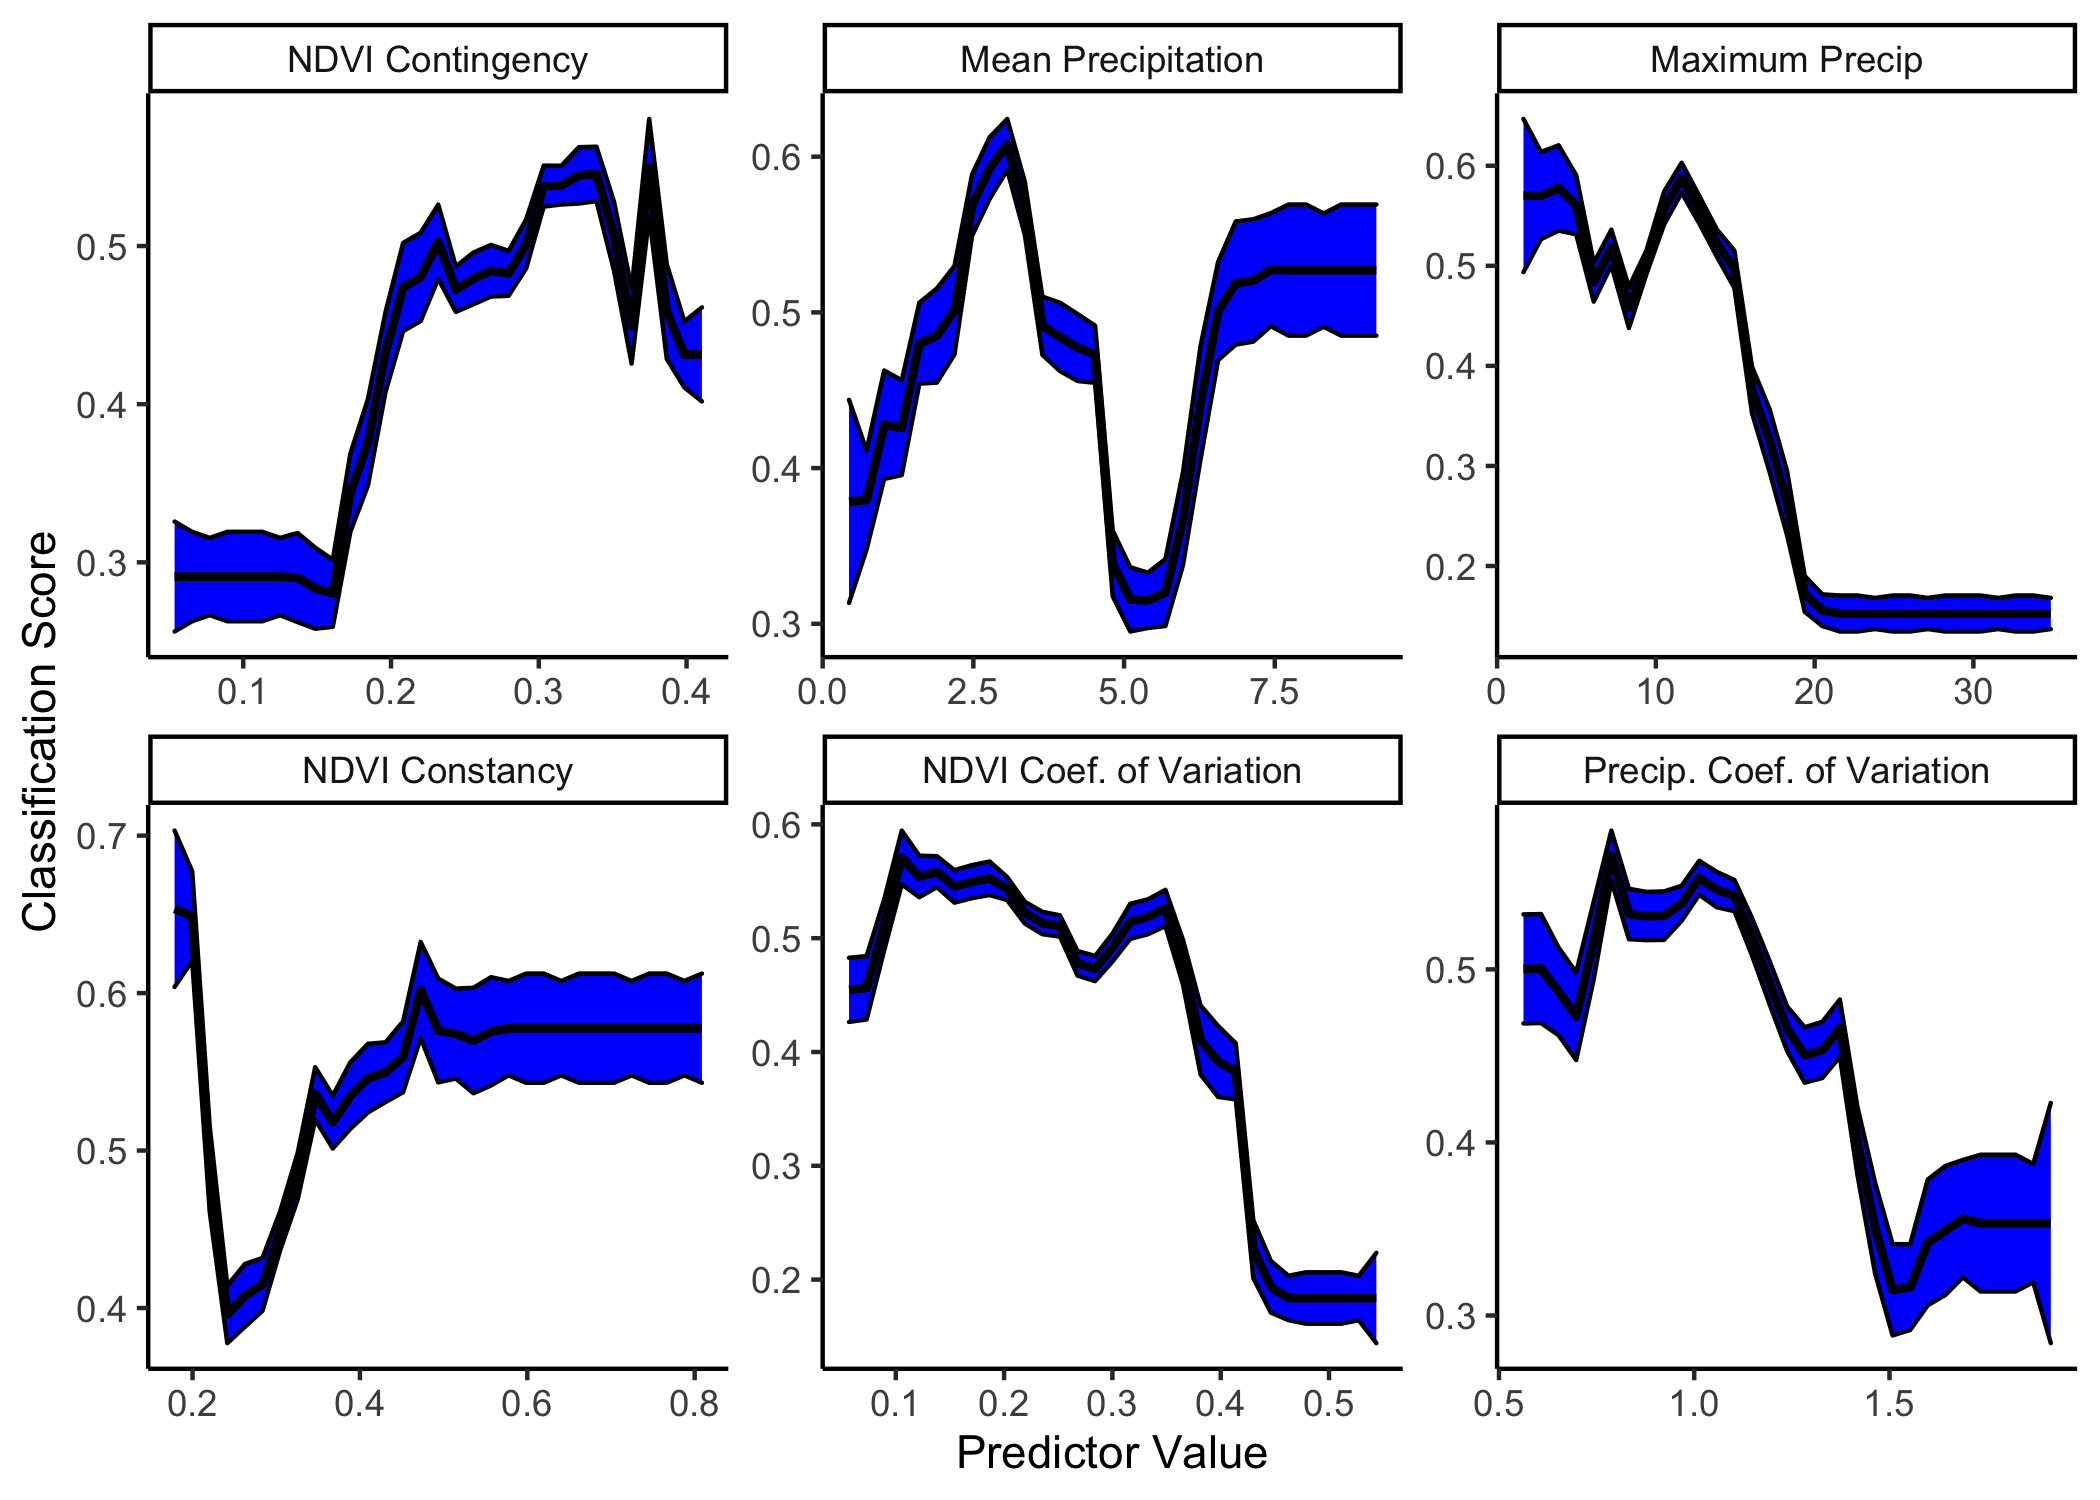 NDVI Contingency
Mean Precipitation
Maximum Precip
0.5
0.4
0.3
0.1 0.2 0.3 0.4
0.6
0.5
0.4
0.3
0.0 2.5 5.0 7.5
0.6
0.5
0.4
0.3
0.2
0 10 20 30
Classification Score
NDVI Constancy
NDVI Coef. of Variation
Precip. Coef. of Variation
0.7
0.6
0.5
0.4
0.2 0.4 0.6 0.8
0.6
0.5
0.4
0.3
0.2
0.1 0.2 0.3 0.4 0.5
0.5
0.4
0.3
0.5 1.0 1.5
Predictor Value